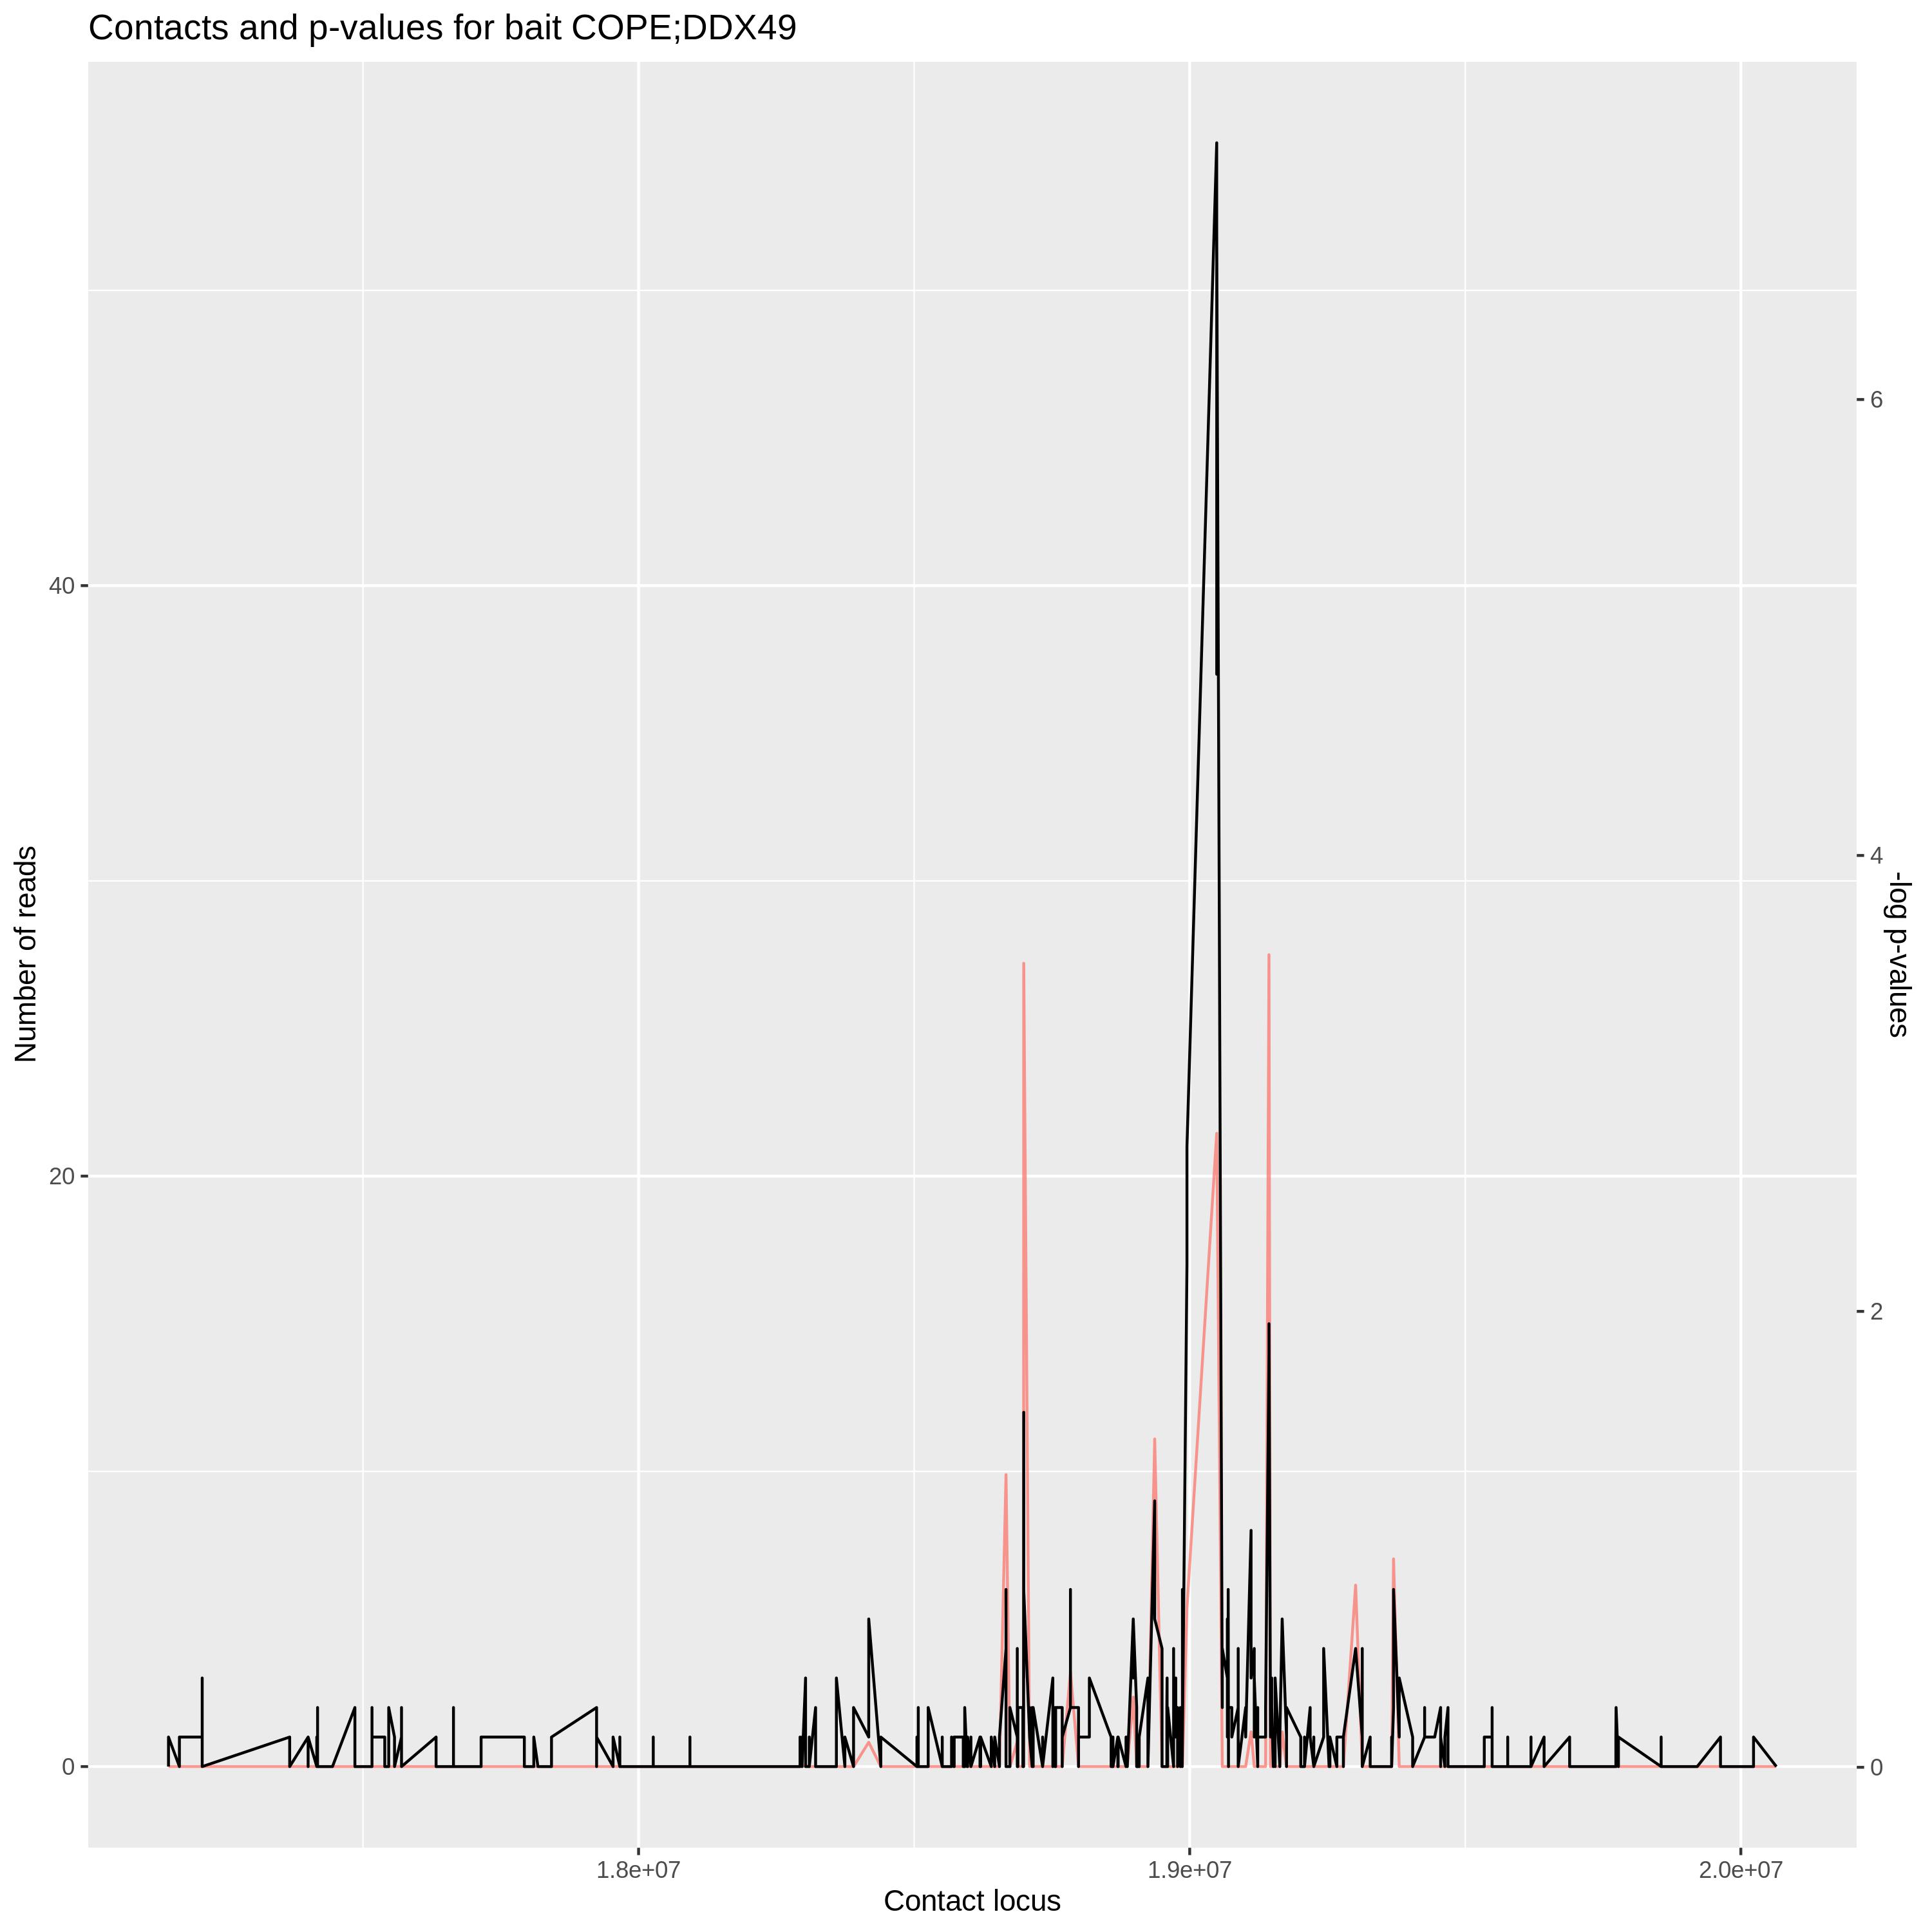 Contacts and p-values for bait COPE;DDX49
Number of reads
40
20
0
6
4
2
0
-log p-values
1.8e+07
1.9e+07
2.0e+07
Contact locus